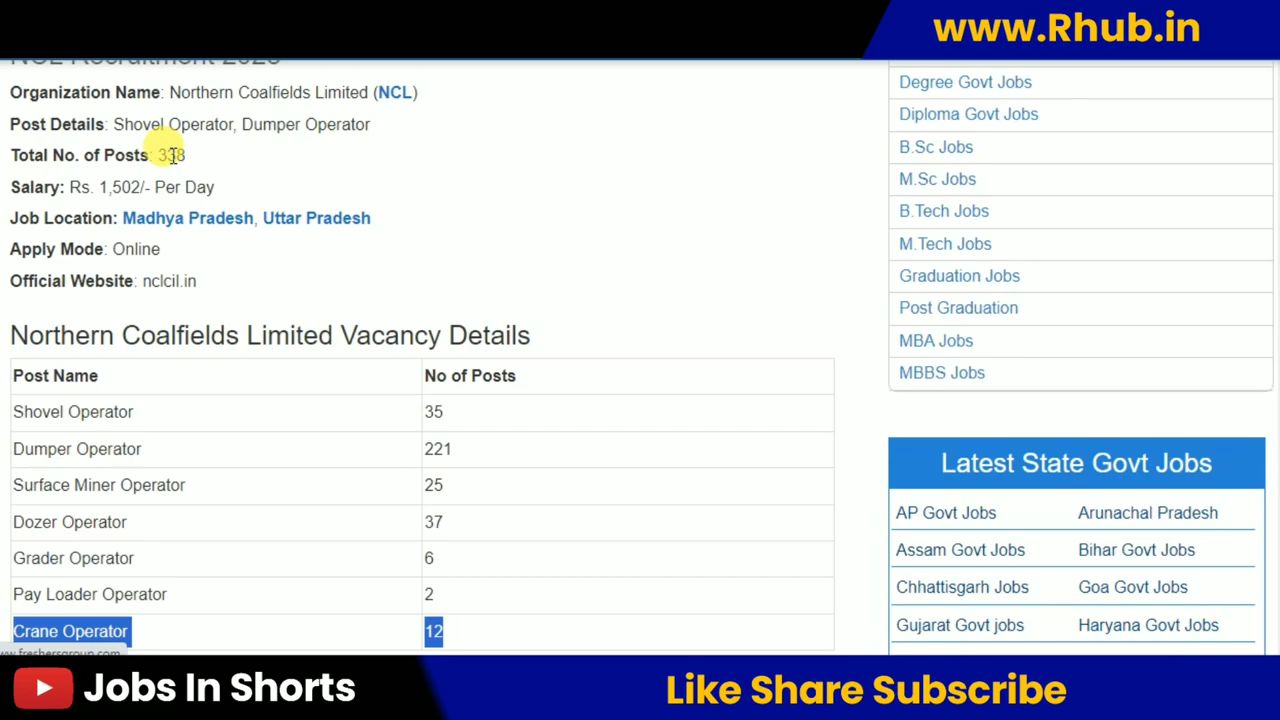 www.Rhub.in
NCL Recruitment 2023
Organization Name: Northern Coalfields Limited (NCL)
Post Details: Shovel Operator, Dumper Operator
Total No. of Posts: 338
Salary: Rs. 1,502/- Per Day
Job Location: Madhya Pradesh, Uttar Pradesh
Apply Mode: Online
Official Website: nclcil.in
Northern Coalfields Limited Vacancy Details
Post Name No of Posts
Shovel Operator 35
Dumper Operator 221
Surface Miner Operator 25
Dozer Operator 37
Grader Operator 6
Pay Loader Operator 2
Crane Operator 12
Degree Govt Jobs
Diploma Govt Jobs
B.Sc Jobs
M.Sc Jobs
B.Tech Jobs
M.Tech Jobs
Graduation Jobs
Post Graduation
MBA Jobs
MBBS Jobs
Latest State Govt Jobs
AP Govt Jobs Arunachal Pradesh
Assam Govt Jobs Bihar Govt Jobs
Chhattisgarh Jobs Goa Govt Jobs
Gujarat Govt jobs Haryana Govt Jobs
Jobs In Shorts
Like Share Subscribe